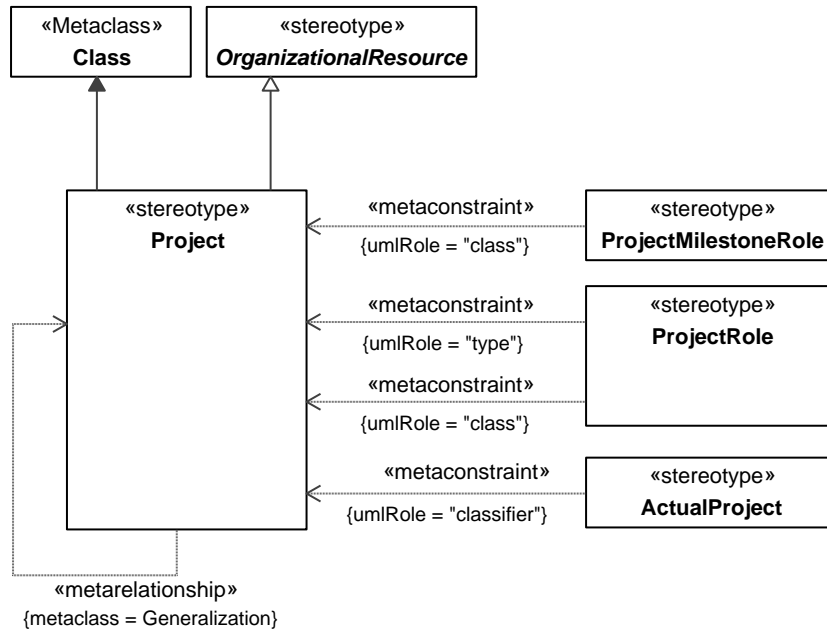 «Metaclass»
Class
«stereotype»
OrganizationalResource
«stereotype»
Project
«metaconstraint»
{umlRole = "class"}
«stereotype»
ProjectMilestoneRole
«metaconstraint»
{umlRole = "type"}
«stereotype»
ProjectRole
«metaconstraint»
{umlRole = "class"}
«metaconstraint»
{umlRole = "classifier"}
«stereotype»
ActualProject
«metarelationship»
{metaclass = Generalization}